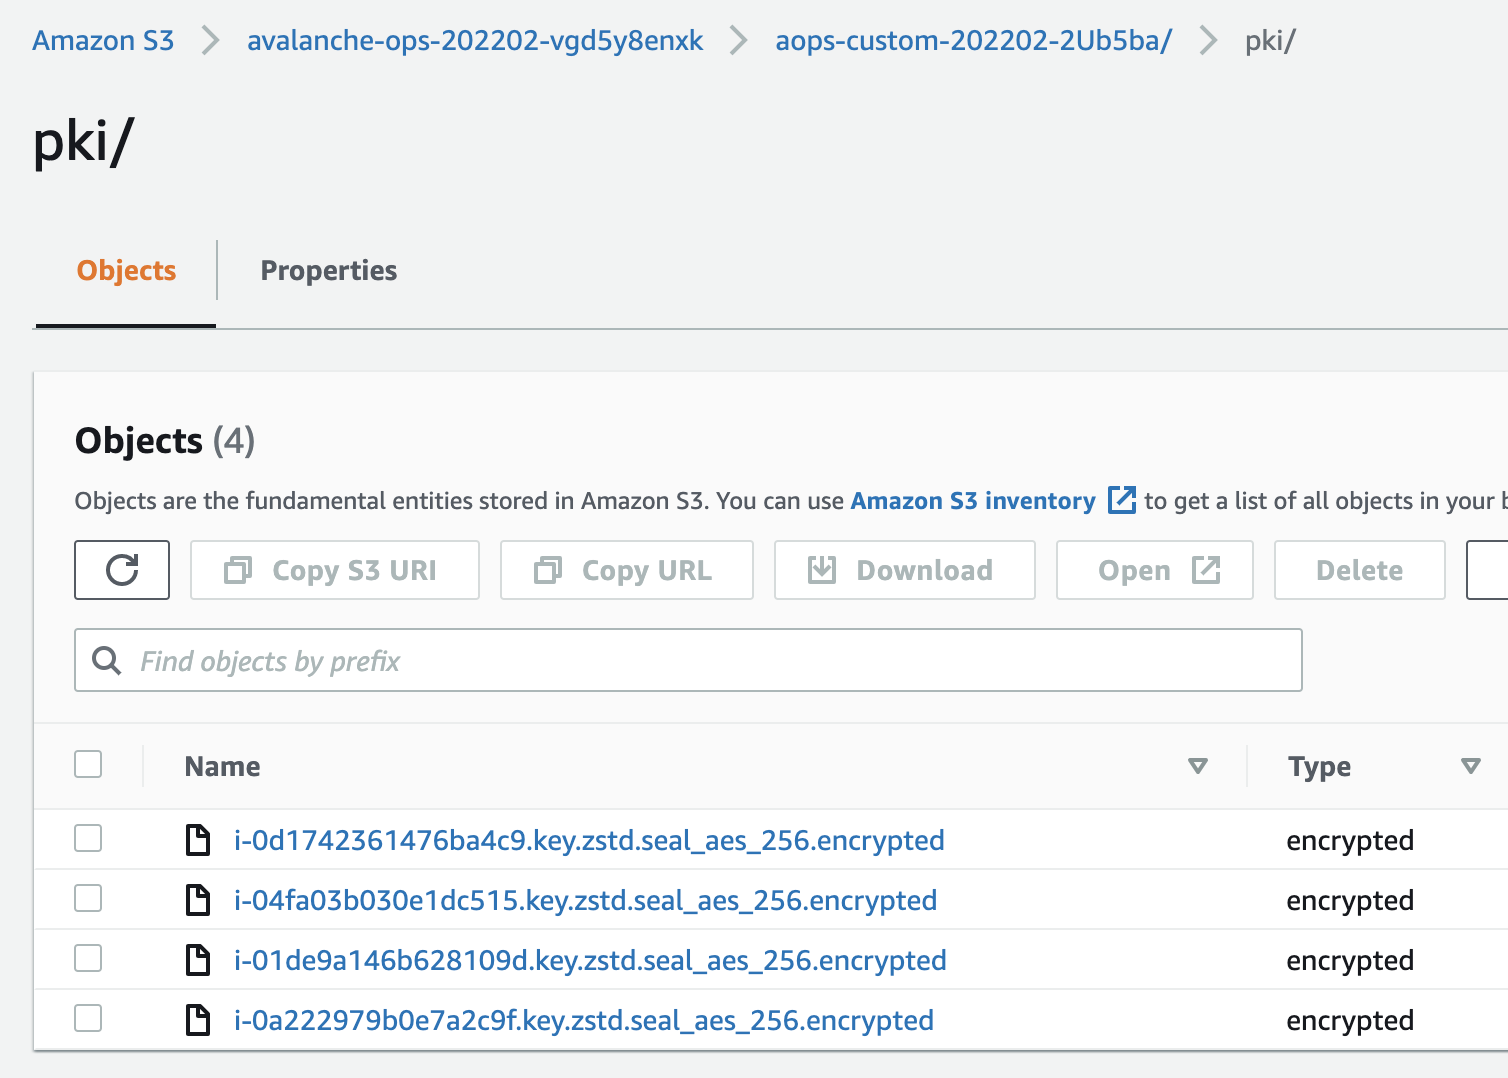 Amazon S3 > avalanche-ops-202202-vgd5y8enxk > aops-custom-202202-2Ub5ba/ > pki/
pki/
Objects Properties
Objects (4)
Objects are the fundamental entities stored in Amazon S3. You can use Amazon S3 inventory to get a list of all objects in your
Copy S3 URI Copy URL Download Open Delete
Find objects by prefix
Name Type
i-0d1742361476ba4c9.key.zstd.seal_aes_256.encrypted encrypted
i-04fa03b030e1dc515.key.zstd.seal_aes_256.encrypted encrypted
i-01de9a146b628109d.key.zstd.seal_aes_256.encrypted encrypted
i-0a222979b0e7a2c9f.key.zstd.seal_aes_256.encrypted encrypted